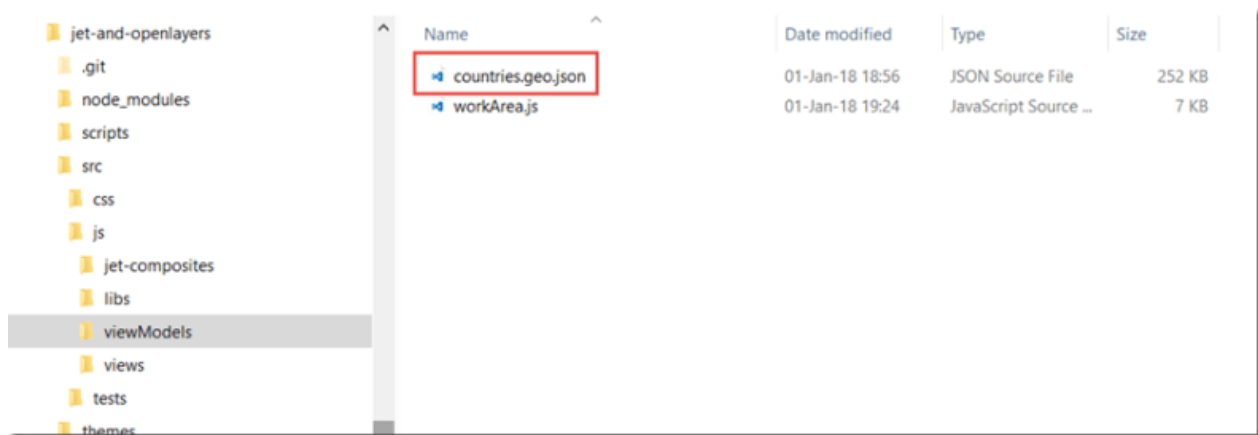 jet-and-openlayers
.git
node_modules
scripts
src
css
js
jet-composites
libs
viewModels
views
tests
themes
Name Date modified Type Size
countries.geo.json 01-Jan-18 18:56 JSON Source File 252 KB
workArea.js 01-Jan-18 19:24 JavaScript Source ... 7 KB